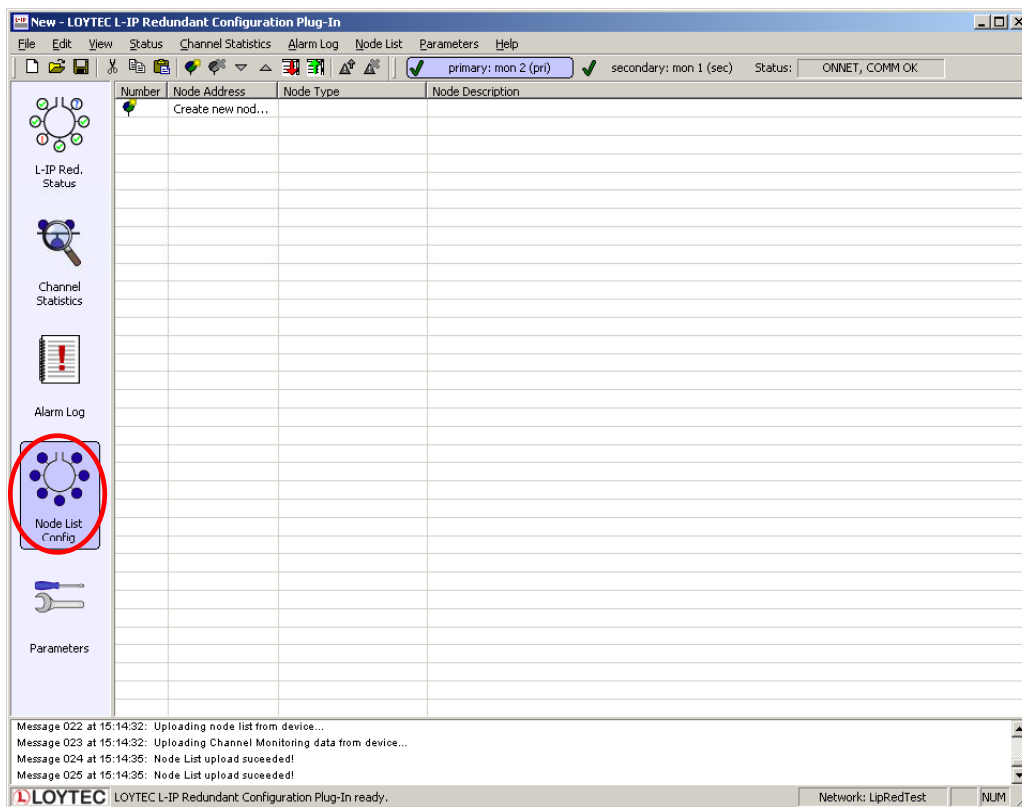 New - LOYTEC L-IP Redundant Configuration Plug-In
File Edit View Status Channel Statistics Alarm Log Node List Parameters Help
primary: mon 2 (pri) secondary: mon 1 (sec) Status: ONNET, COMM OK
Number Node Address Node Type Node Description
Create new nod...
L-IP Red.
Status
Channel
Statistics
Alarm Log
Node List
Config
Parameters
Message 022 at 15:14:32: Uploading node list from device...
Message 023 at 15:14:32: Uploading Channel Monitoring data from device...
Message 024 at 15:14:35: Node List upload suceeded!
Message 025 at 15:14:35: Node List upload suceeded!
LOYTEC LOYTEC L-IP Redundant Configuration Plug-In ready. Network: LipRedTest NUM